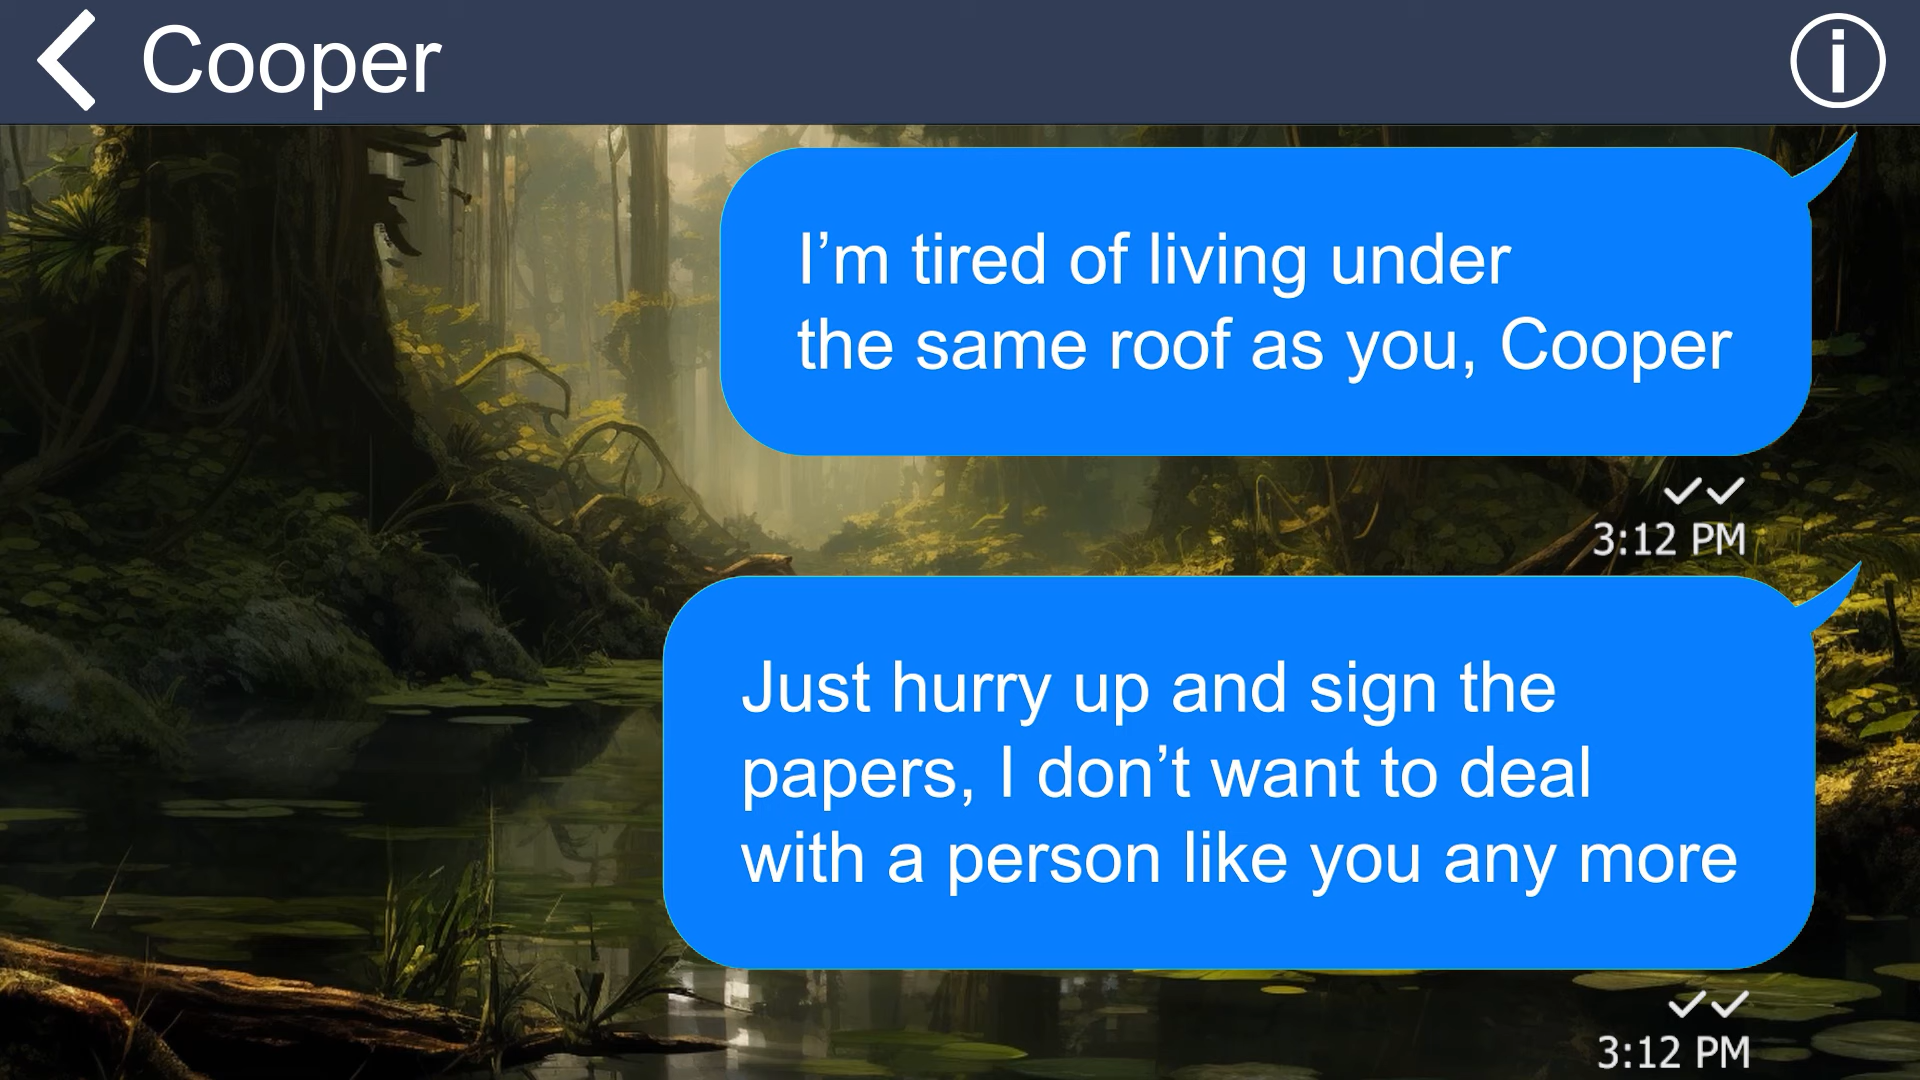 Cooper
I’m tired of living under
the same roof as you, Cooper
3:12 PM
Just hurry up and sign the
papers, I don’t want to deal
with a person like you any more
3:12 PM